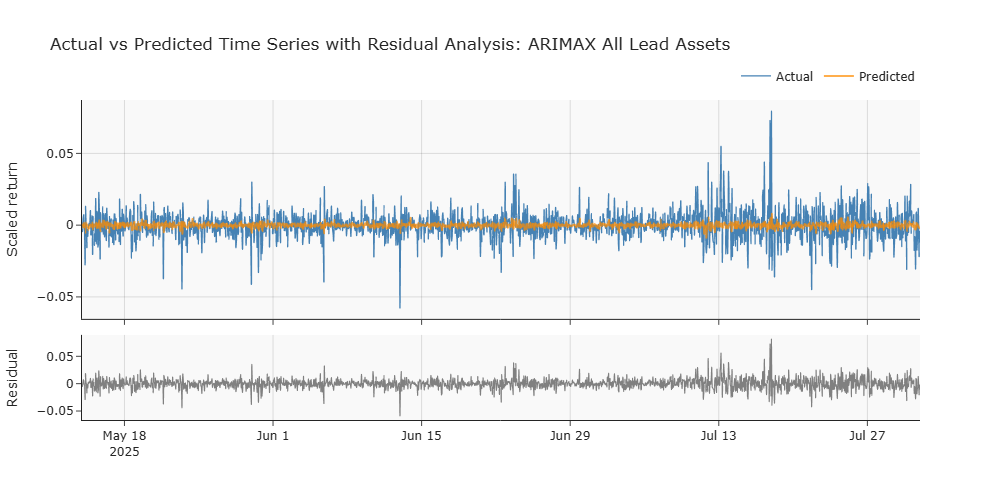 Actual vs Predicted Time Series with Residual Analysis: ARIMAX All Lead Assets
Actual
Predicted
Scaled return
0.05
0
−0.05
Residual
0.05
0
−0.05
May 18
2025
Jun 1
Jun 15
Jun 29
Jul 13
Jul 27